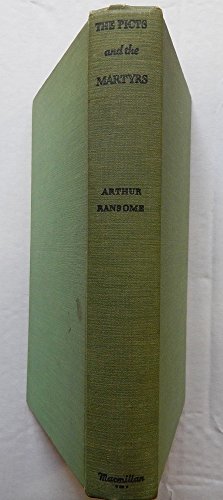 THE PICTS
and the
MARTYRS
ARTHUR
RANSOME
Macmillan